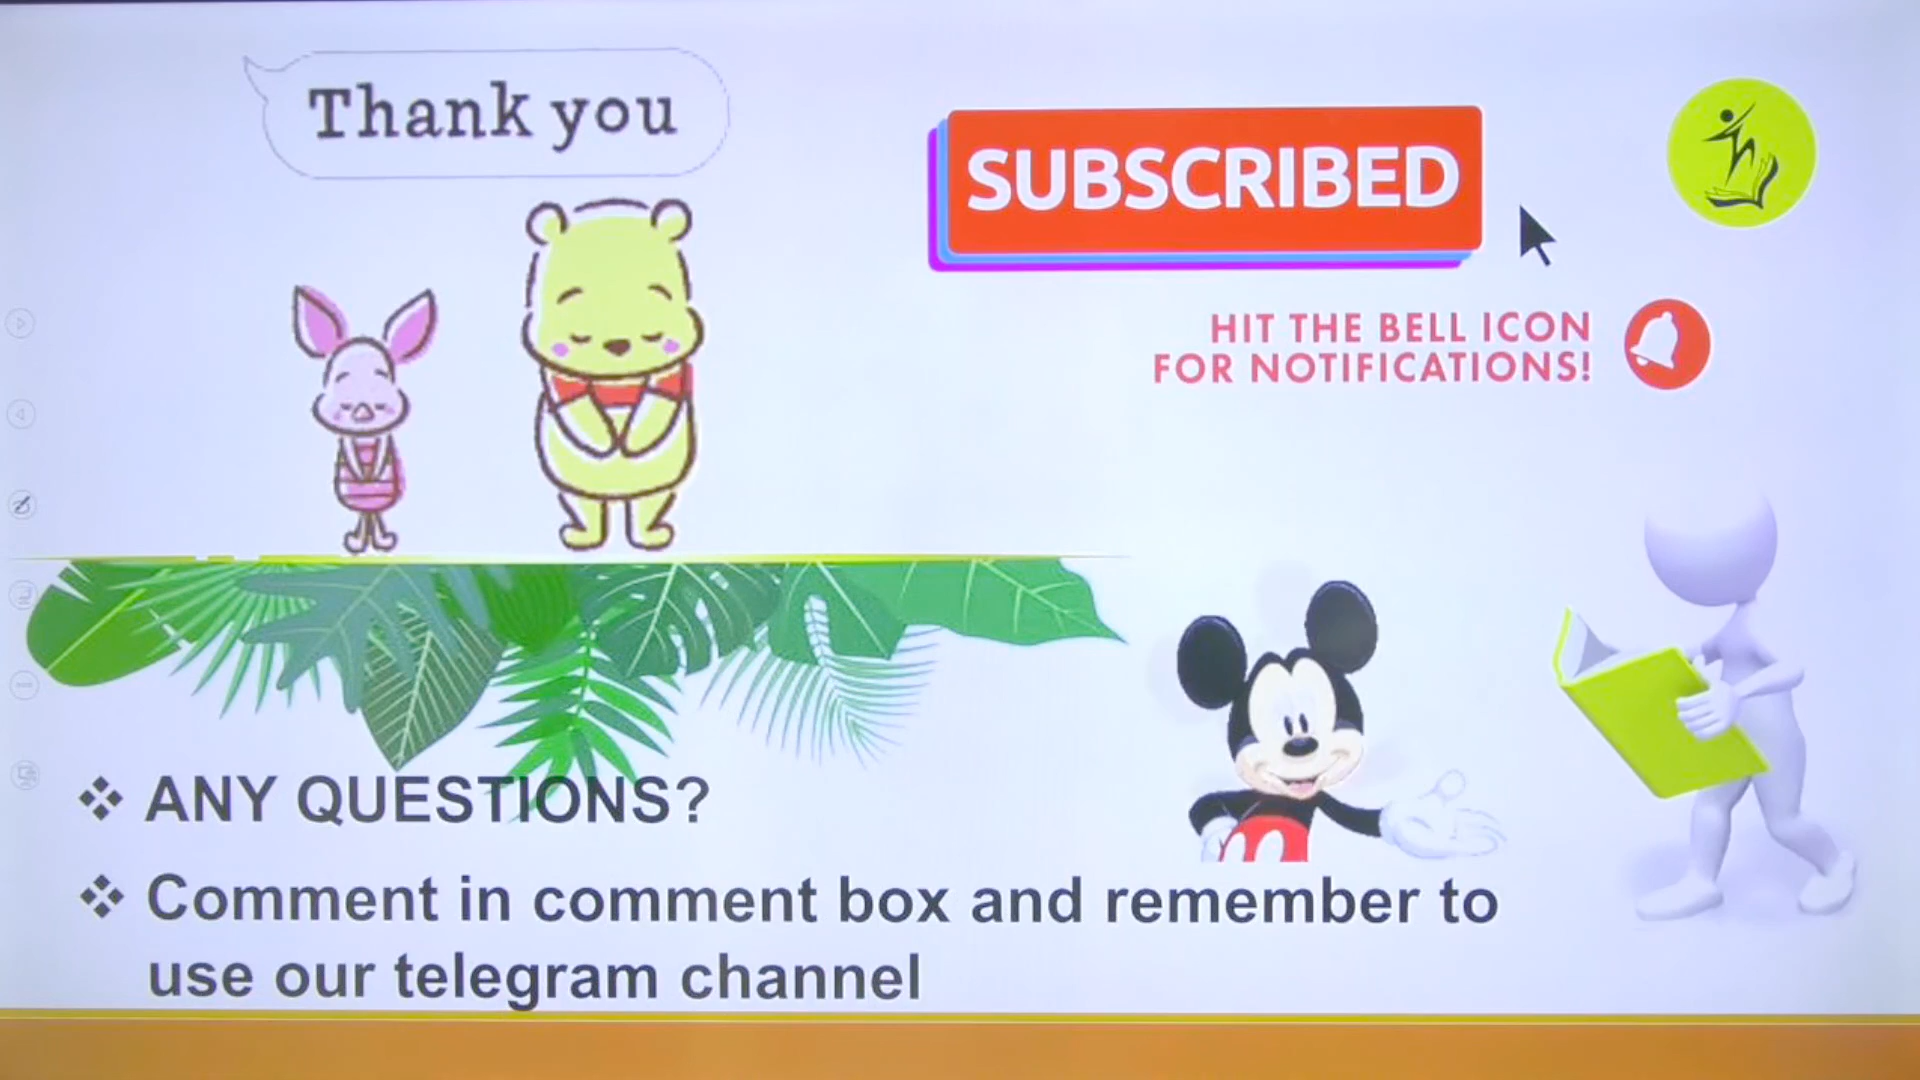 Thank you
SUBSCRIBED
HIT THE BELL ICON
FOR NOTIFICATIONS!
ANY QUESTIONS?
Comment in comment box and remember to
use our telegram channel